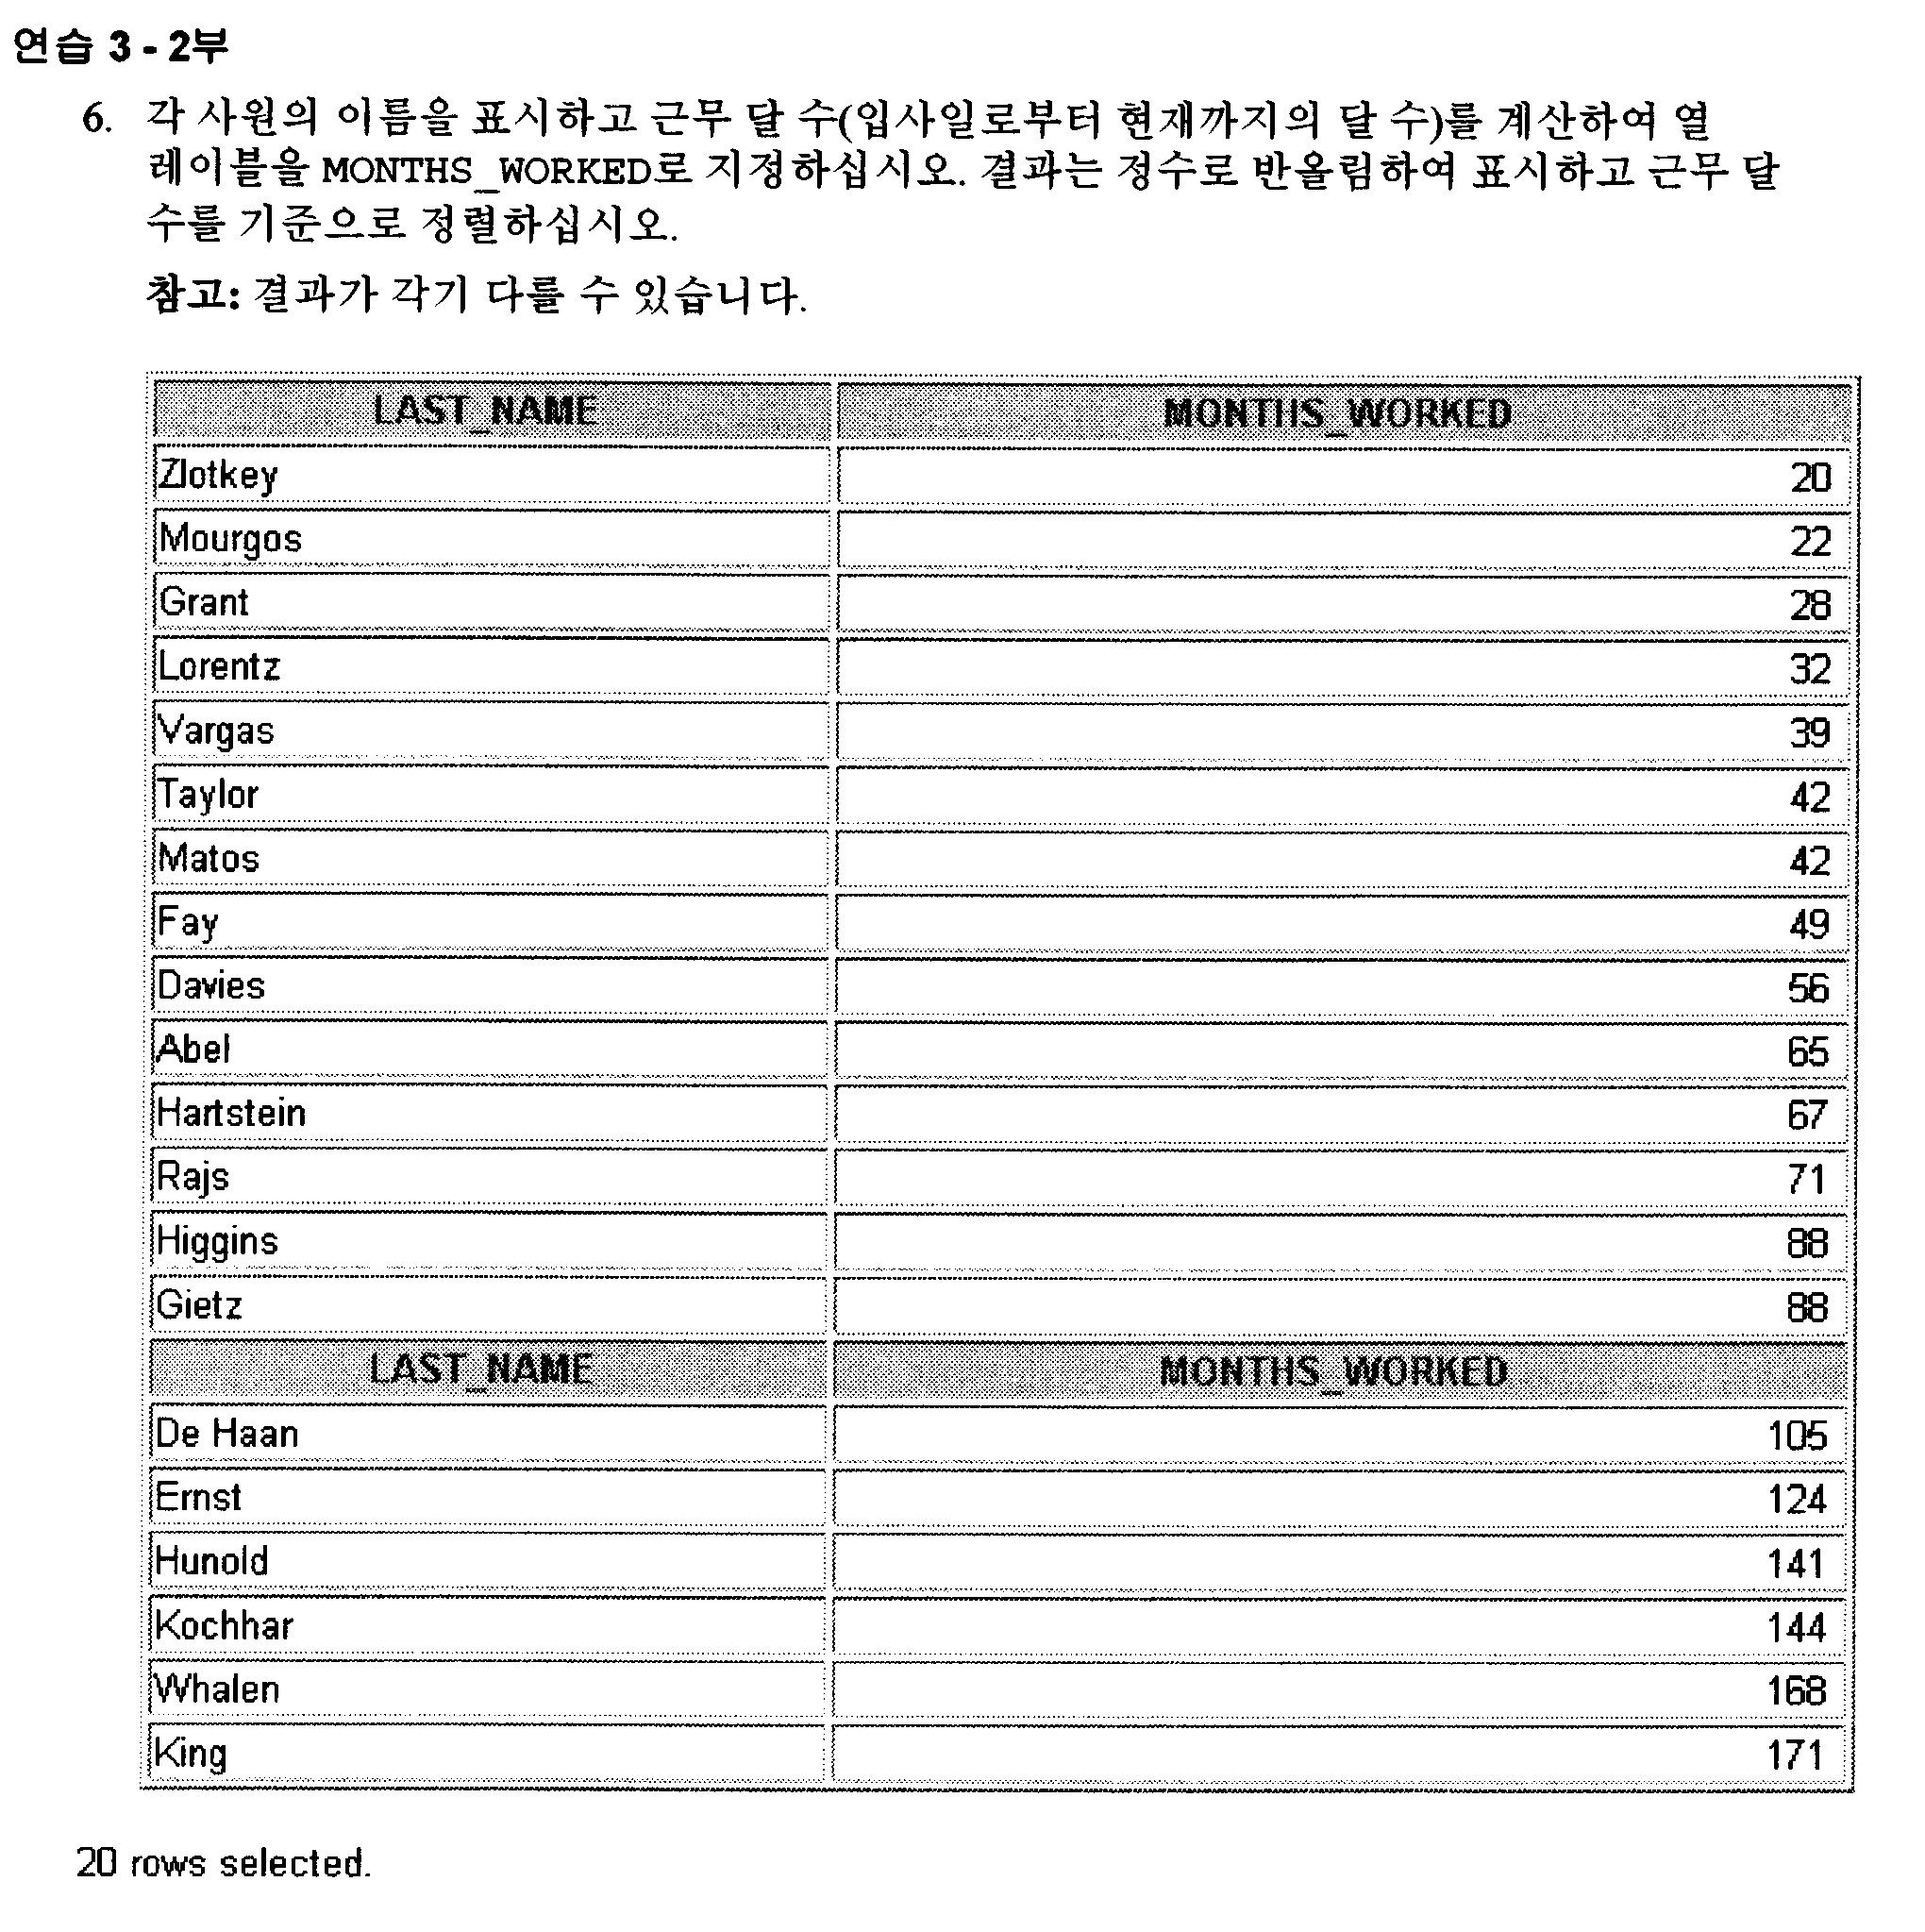 연습 3 - 2부
6. 각 사원의 이름을 표시하고 근무 달 수(입사일로부터 현재까지의 달 수)를 계산하여 열
레이블을 MONTHS_WORKED로 지정하십시오. 결과는 정수로 반올림하여 표시하고 근무 달
수를 기준으로 정렬하십시오.
참고: 결과가 각기 다를 수 있습니다.
LAST_NAME MONTHS_WORKED
Zlotkey 20
Mourgos 22
Grant 28
Lorentz 32
Vargas 39
Taylor 42
Matos 42
Fay 49
Davies 56
Abel 65
Hartstein 67
Rajs 71
Higgins 88
Gietz 88
LAST_NAME MONTHS_WORKED
De Haan 105
Ernst 124
Hunold 141
Kochhar 144
Whalen 168
King 171
20 rows selected.